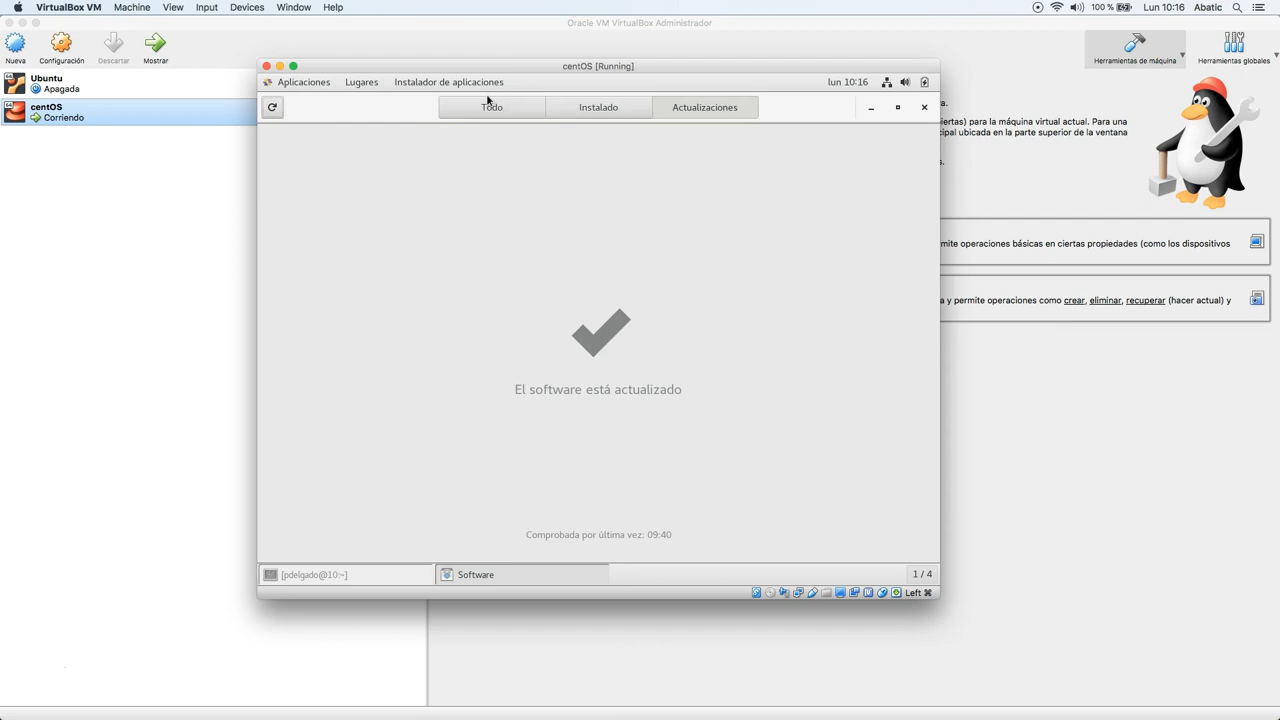 VirtualBox VM Machine View Input Devices Window Help 100 % Lun 10:16 Abatic
Oracle VM VirtualBox Administrador
Nueva Configuración Descartar Mostrar Herramientas de máquina Herramientas globales
Ubuntu
Apagada
centOS
Corriendo
centOS [Running]
Aplicaciones Lugares Instalador de aplicaciones lun 10:16
Todo Instalado Actualizaciones
a.
iertas) para la máquina virtual actual. Para una
cipal ubicada en la parte superior de la ventana
s.
mite operaciones básicas en ciertas propiedades (como los dispositivos
a y permite operaciones como crear, eliminar, recuperar (hacer actual) y
El software está actualizado
Comprobada por última vez: 09:40
[pdelgado@10:~] Software 1 / 4
Left ⌘